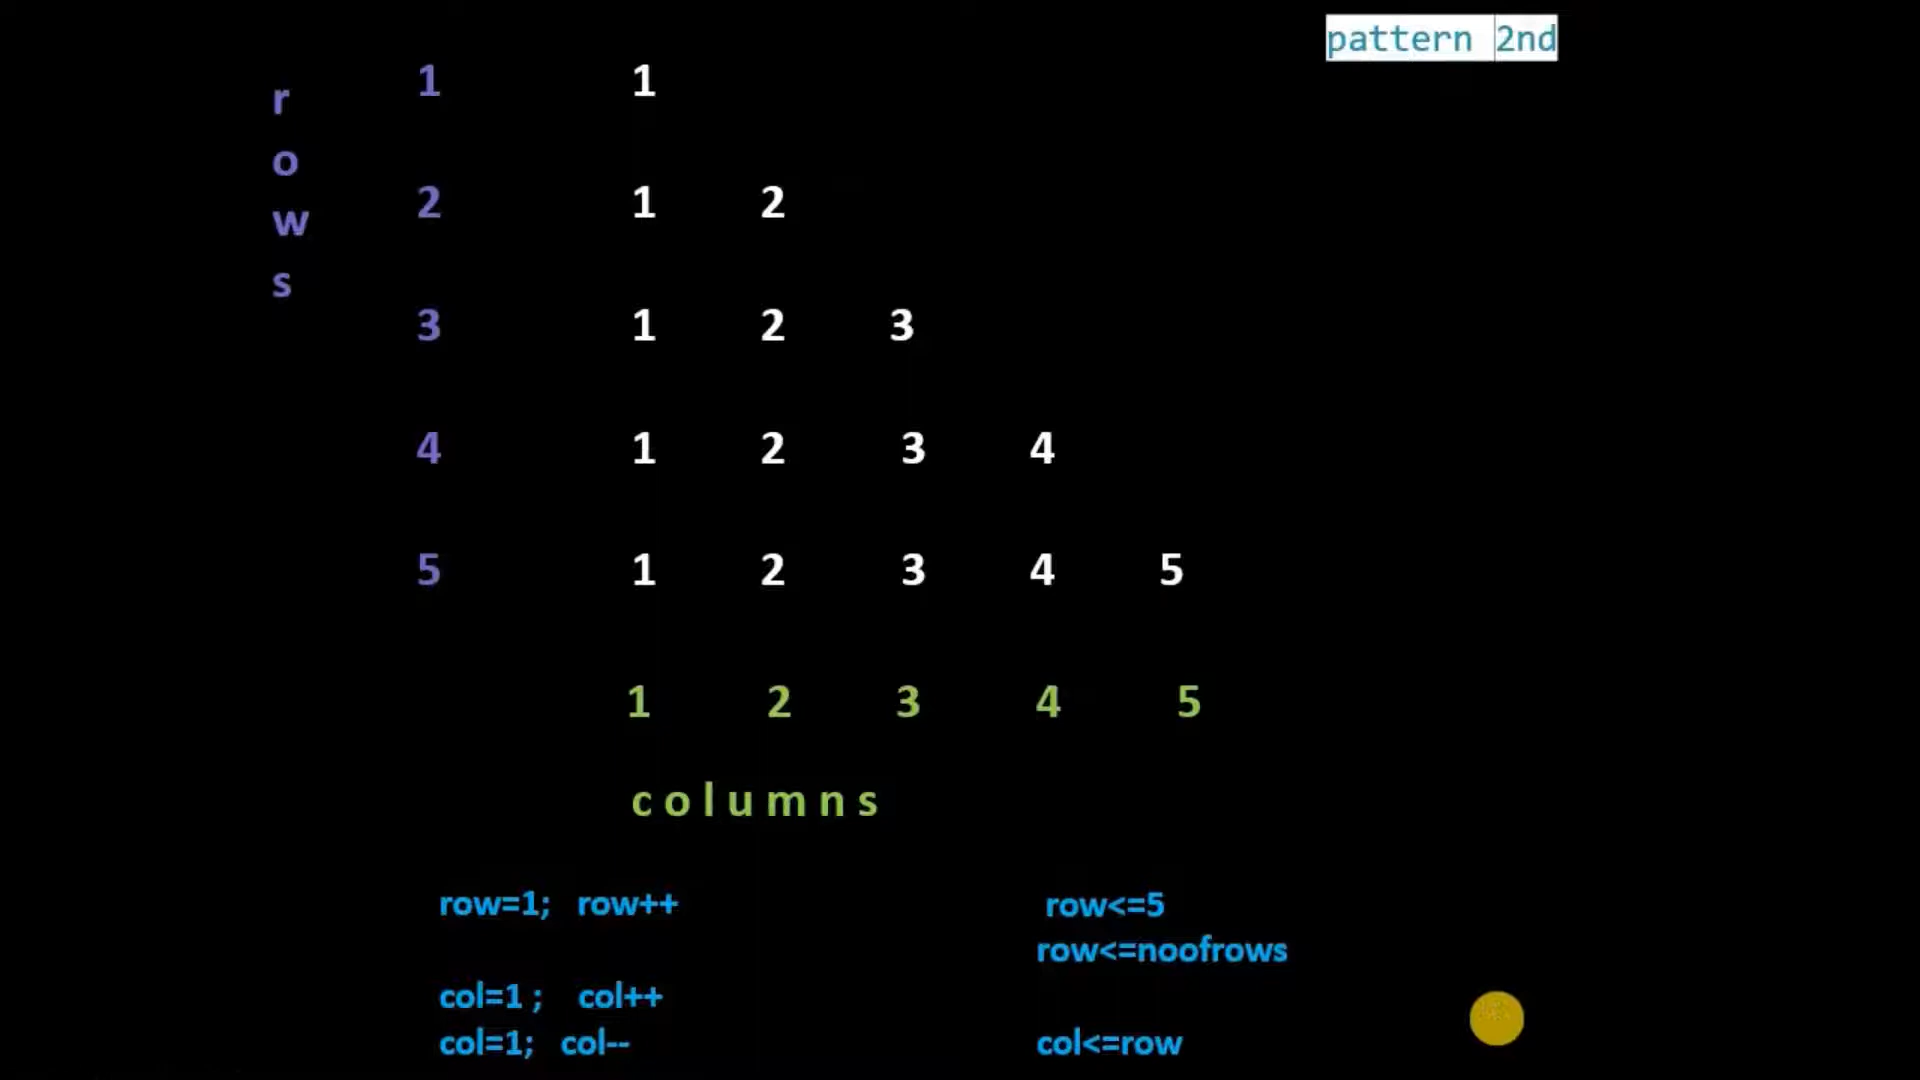 pattern 2nd
r
o
w
s
1 1
2 1 2
3 1 2 3
4 1 2 3 4
5 1 2 3 4 5
1 2 3 4 5
columns
row=1; row++ row<=5
row<=noofrows
col=1 ; col++
col=1; col-- col<=row